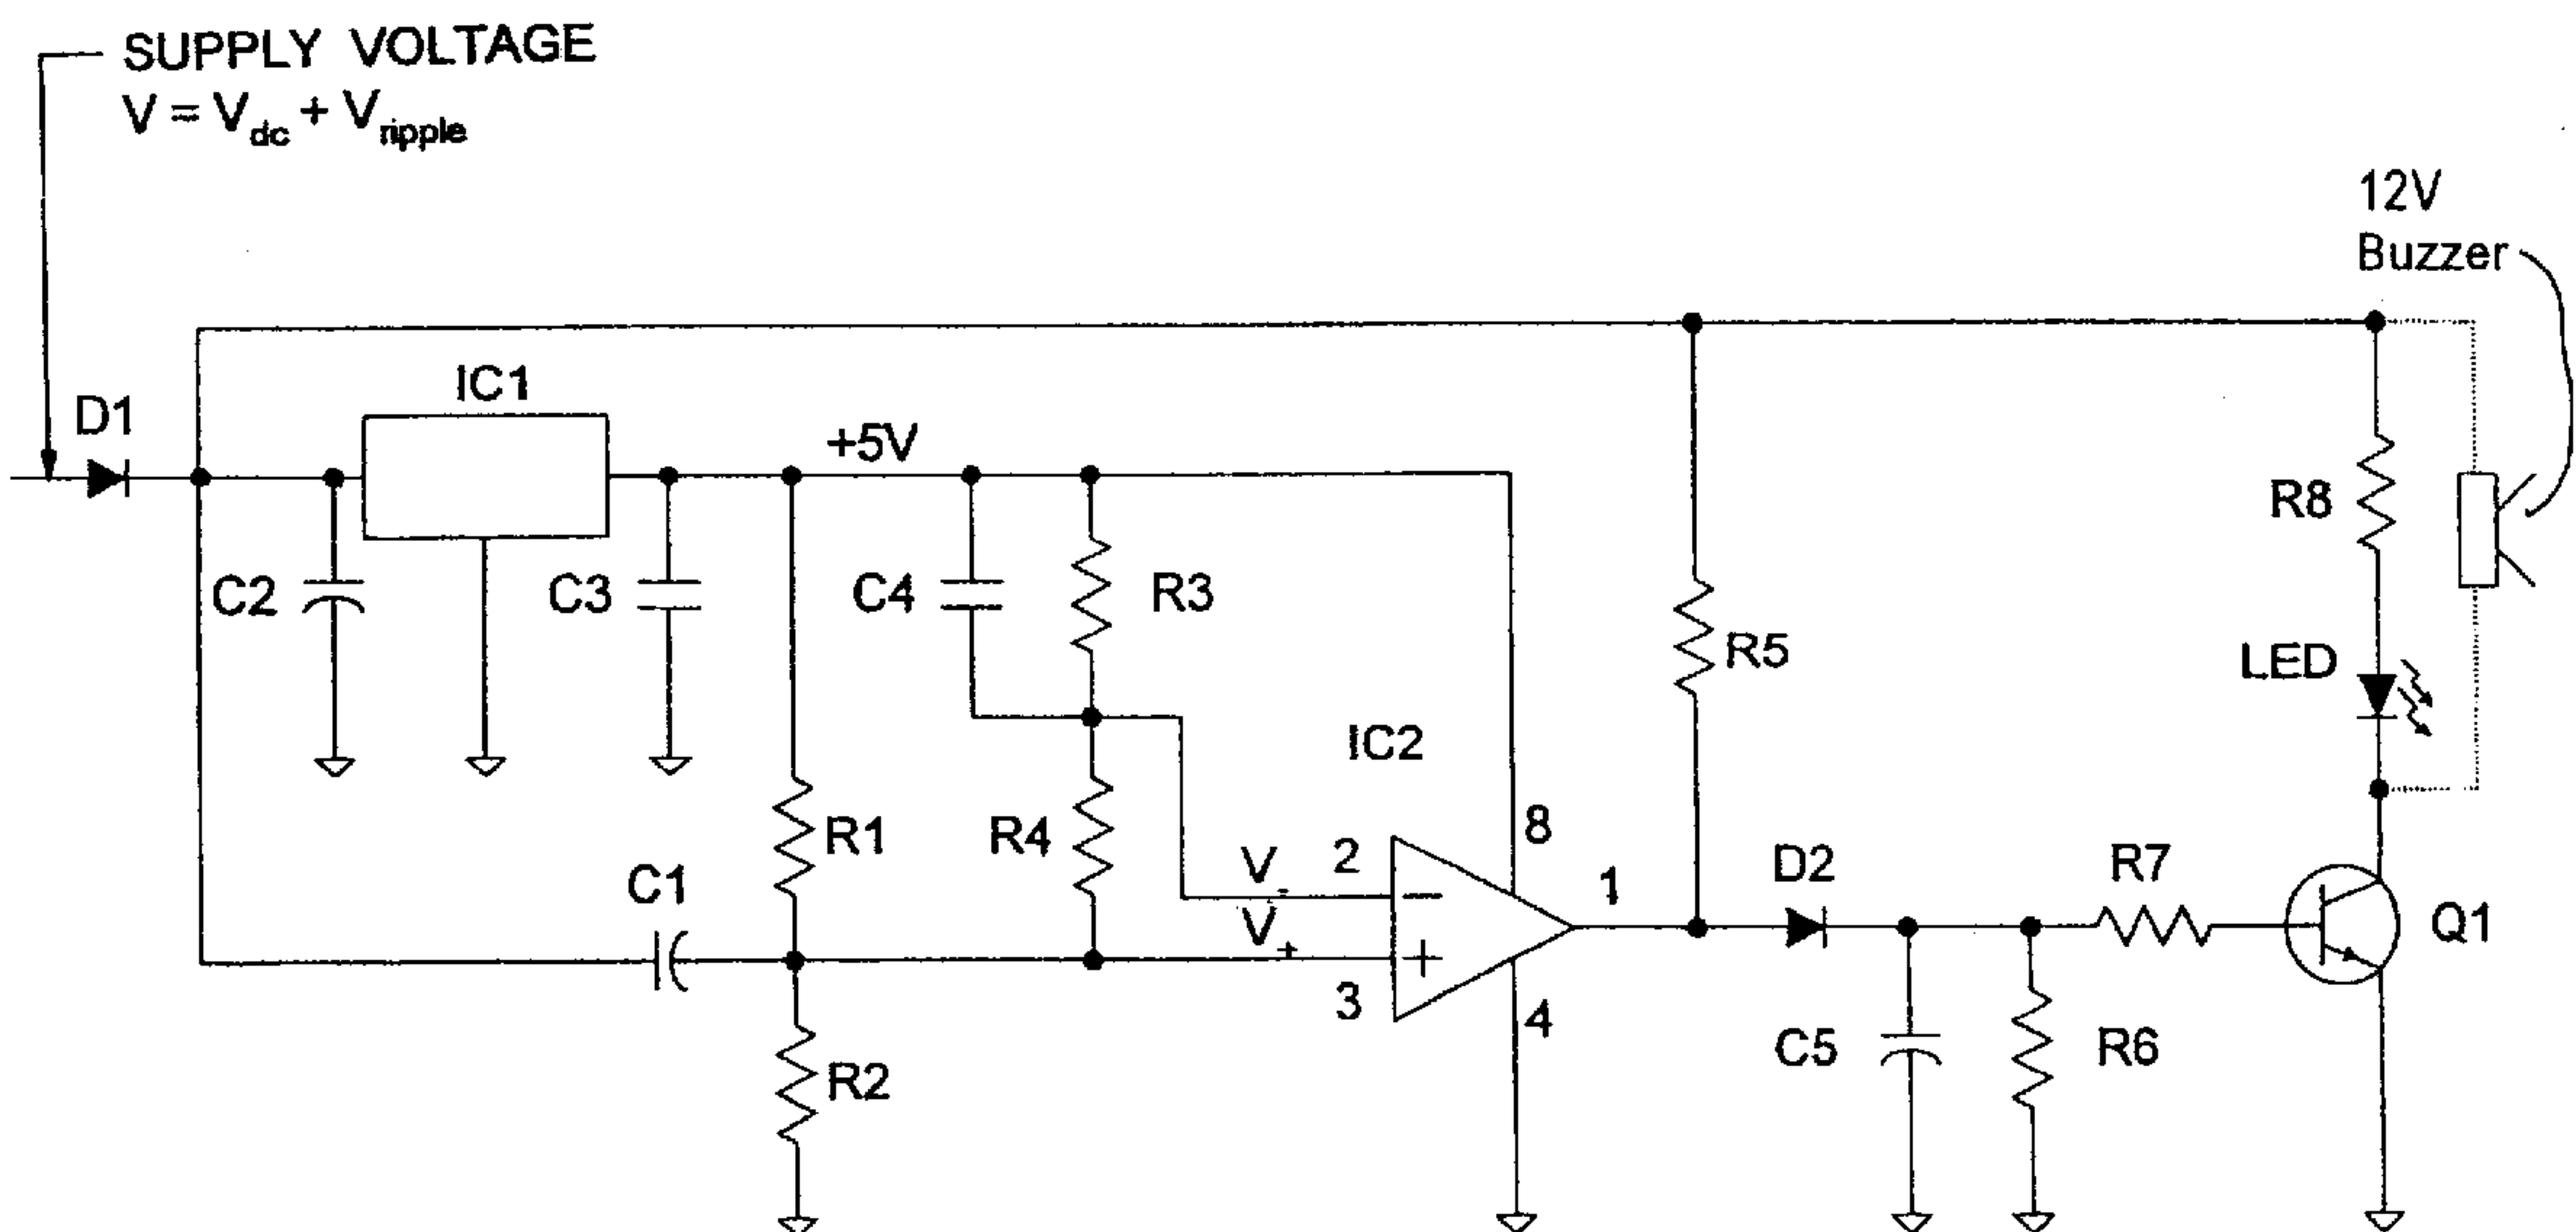 SUPPLY VOLTAGE
V = Vdc + Vripple
12V
Buzzer
IC1
D1
+5V
R8
C2
C3
C4
R3
R5
LED
IC2
8
R1
R4
V-
2
1
D2
R7
C1
V+
Q1
3
4
R2
C5
R6